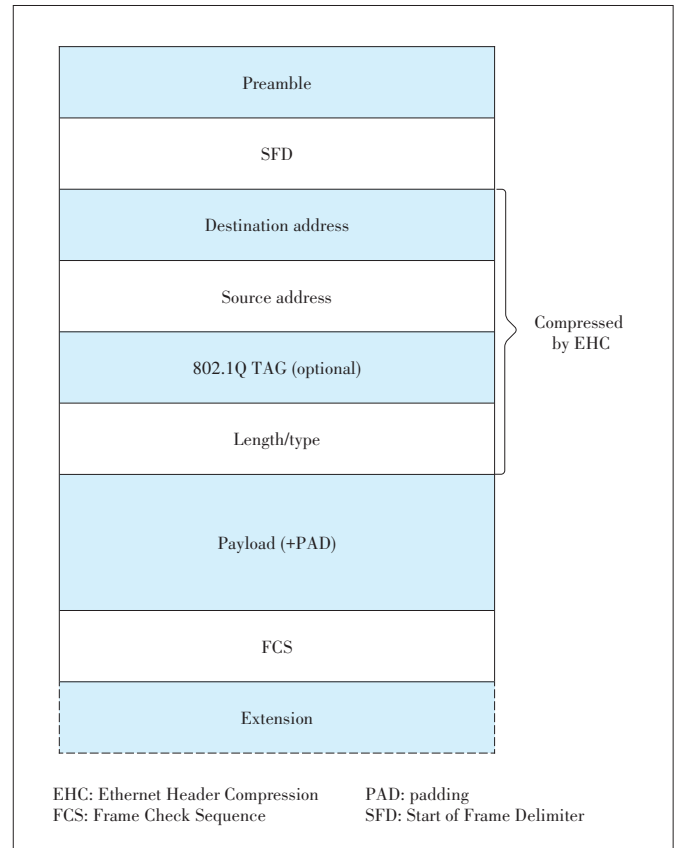 Preamble
SFD
Destination address
Source address
802.1Q TAG (optional)
Length/type
Compressed
by EHC
Payload (+PAD)
FCS
Extension
EHC: Ethernet Header Compression
PAD: padding
FCS: Frame Check Sequence
SFD: Start of Frame Delimiter